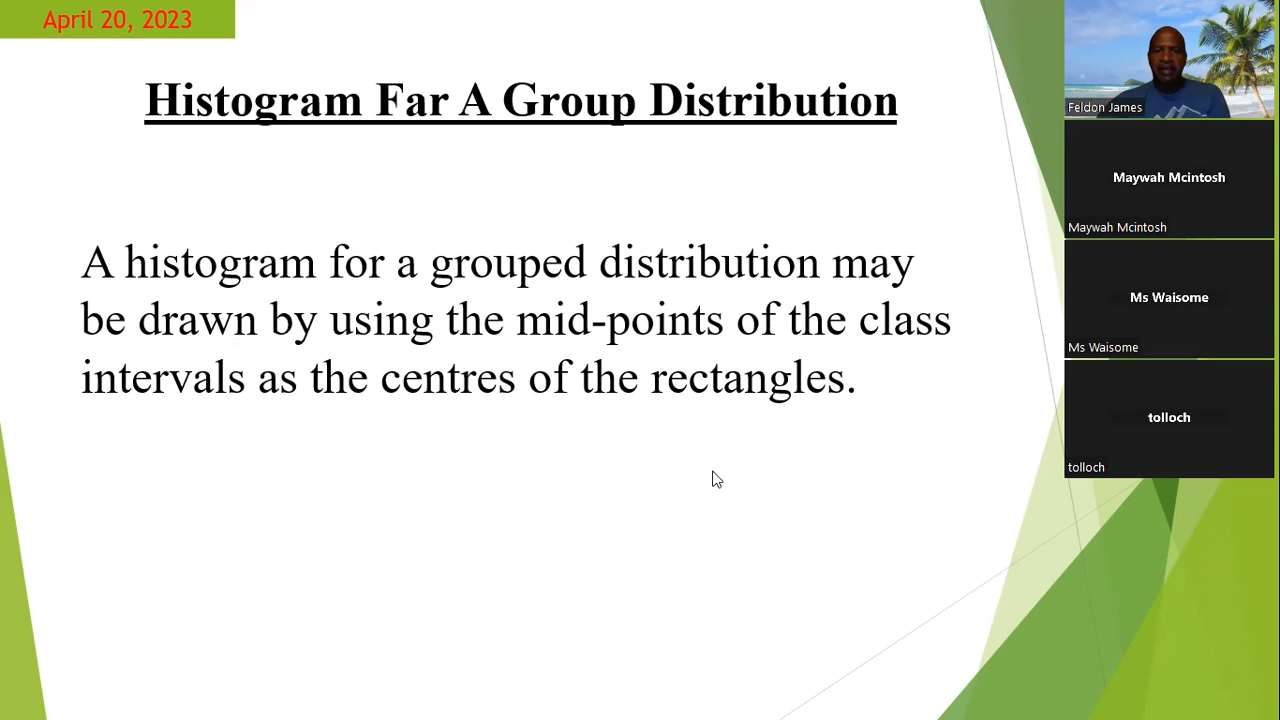 April 20, 2023
Histogram Far A Group Distribution
A histogram for a grouped distribution may
be drawn by using the mid-points of the class
intervals as the centres of the rectangles.
Feldon James
Maywah Mcintosh
Maywah Mcintosh
Ms Waisome
Ms Waisome
tolloch
tolloch